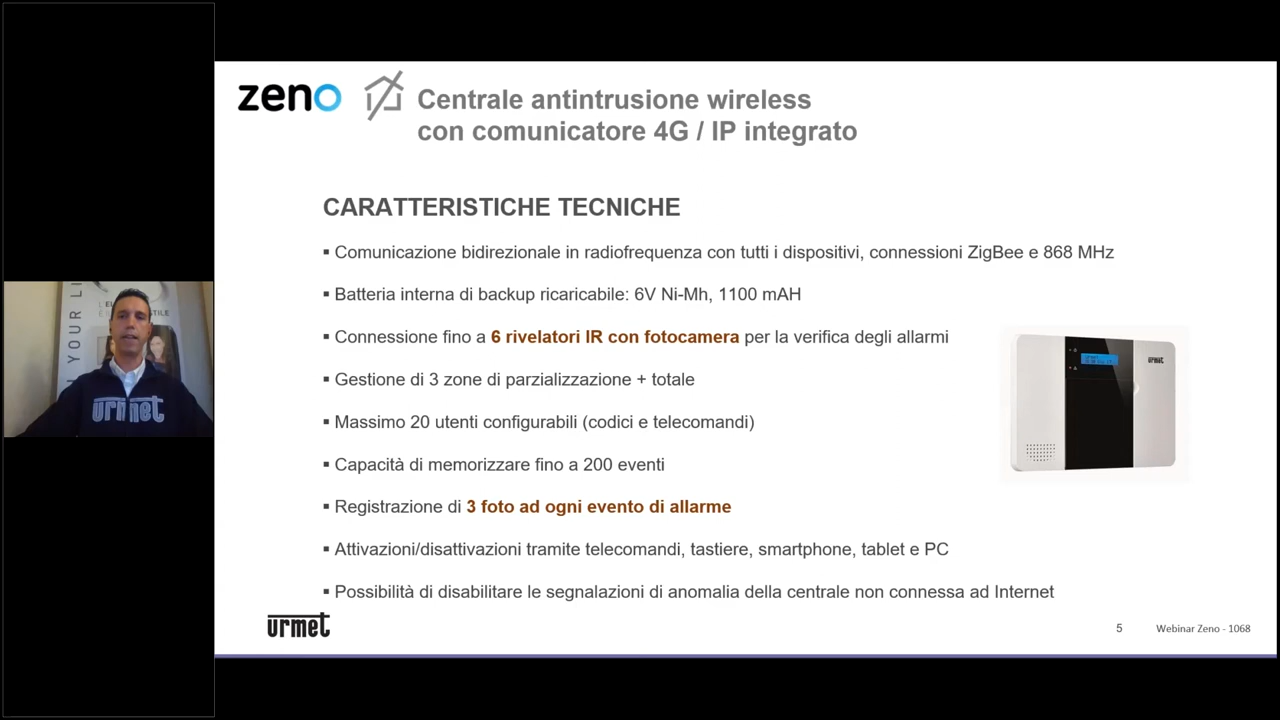 zeno
Centrale antintrusione wireless
con comunicatore 4G / IP integrato
CARATTERISTICHE TECNICHE
▪ Comunicazione bidirezionale in radiofrequenza con tutti i dispositivi, connessioni ZigBee e 868 MHz
▪ Batteria interna di backup ricaricabile: 6V Ni-Mh, 1100 mAH
▪ Connessione fino a 6 rivelatori IR con fotocamera per la verifica degli allarmi
▪ Gestione di 3 zone di parzializzazione + totale
▪ Massimo 20 utenti configurabili (codici e telecomandi)
▪ Capacità di memorizzare fino a 200 eventi
▪ Registrazione di 3 foto ad ogni evento di allarme
▪ Attivazioni/disattivazioni tramite telecomandi, tastiere, smartphone, tablet e PC
▪ Possibilità di disabilitare le segnalazioni di anomalia della centrale non connessa ad Internet
urmet
5
Webinar Zeno - 1068
urmet
YOUR
urmet